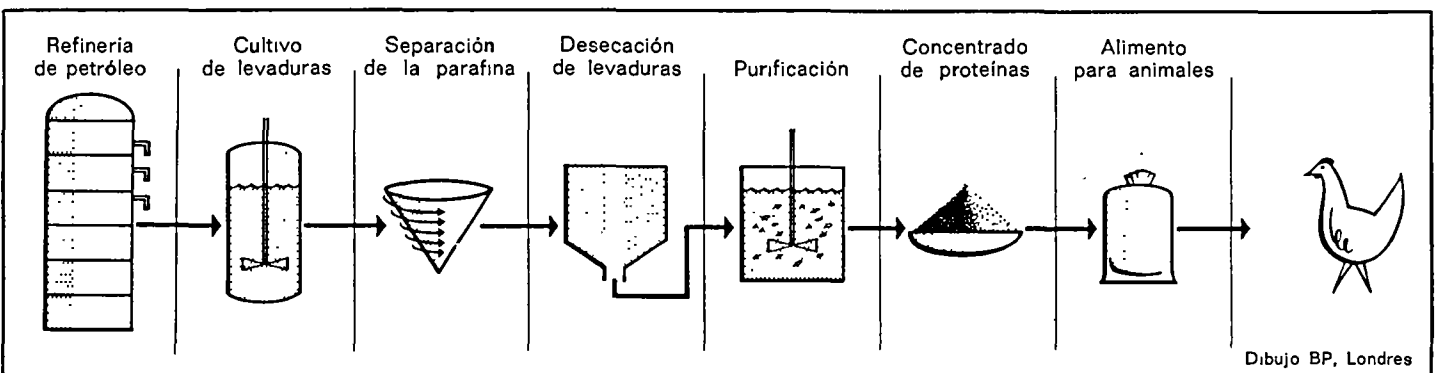 Refinería
de petróleo
Cultivo
de levaduras
Separación
de la parafina
Desecación
de levaduras
Purificación
Concentrado
de proteínas
Alimento
para animales
Dibujo BP, Londres